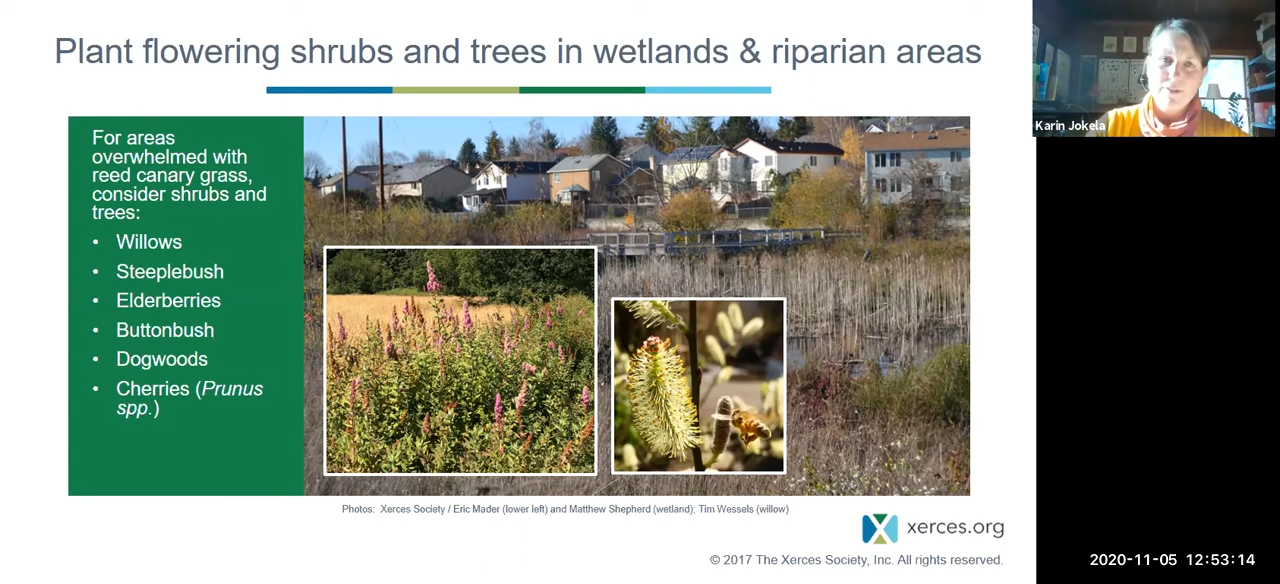 Plant flowering shrubs and trees in wetlands & riparian areas
For areas
overwhelmed with
reed canary grass,
consider shrubs and
trees:
• Willows
• Steeplebush
• Elderberries
• Buttonbush
• Dogwoods
• Cherries (Prunus
spp.)
Photos: Xerces Society / Eric Mader (lower left) and Matthew Shepherd (wetland); Tim Wessels (willow)
xerces.org
© 2017 The Xerces Society, Inc. All rights reserved.
Karin Jokela
2020-11-05 12:53:14